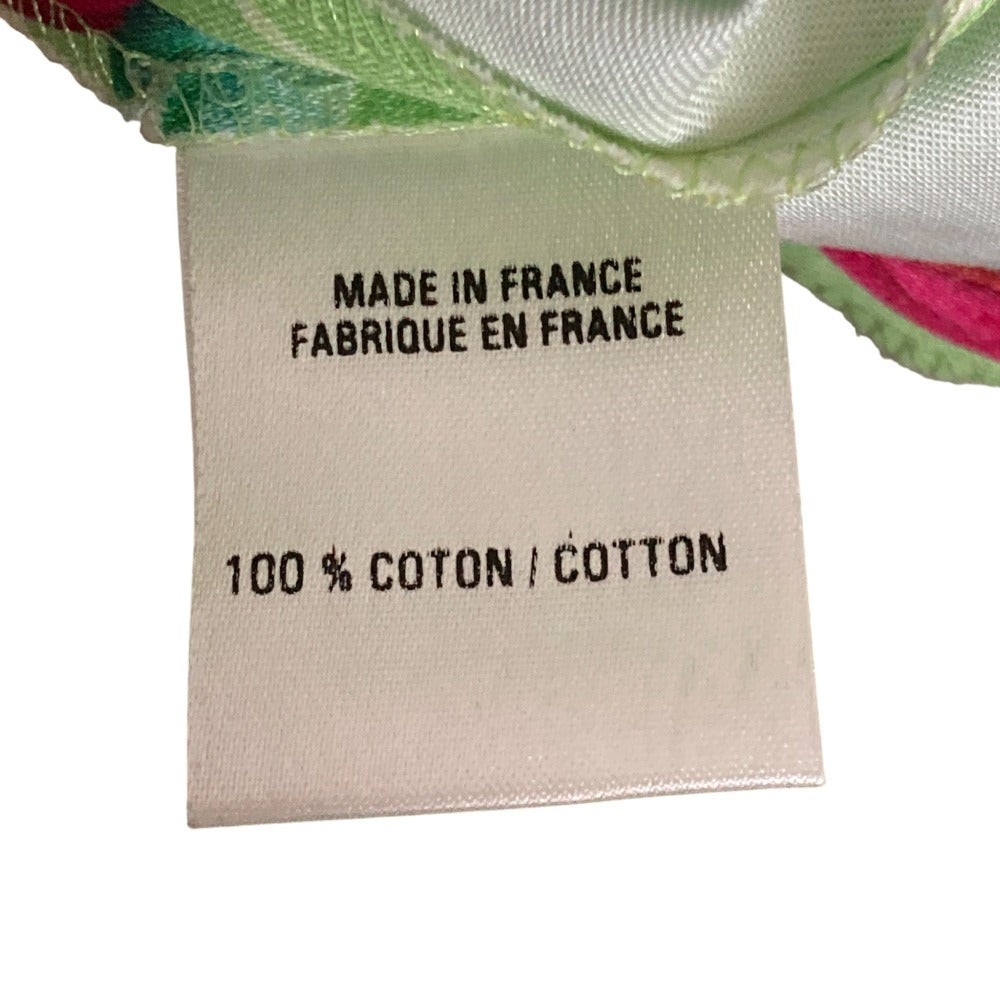 MADE IN FRANCE
FABRIQUE EN FRANCE
100 % COTON / COTTON